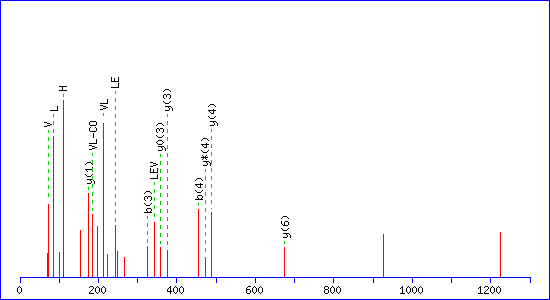 V
L
H
y(1)
VL-CO
VL
LE
b(3)
LEV
y0(3)
y(3)
b(4)
y*(4)
y(4)
y(6)
0 200 400 600 800 1000 1200